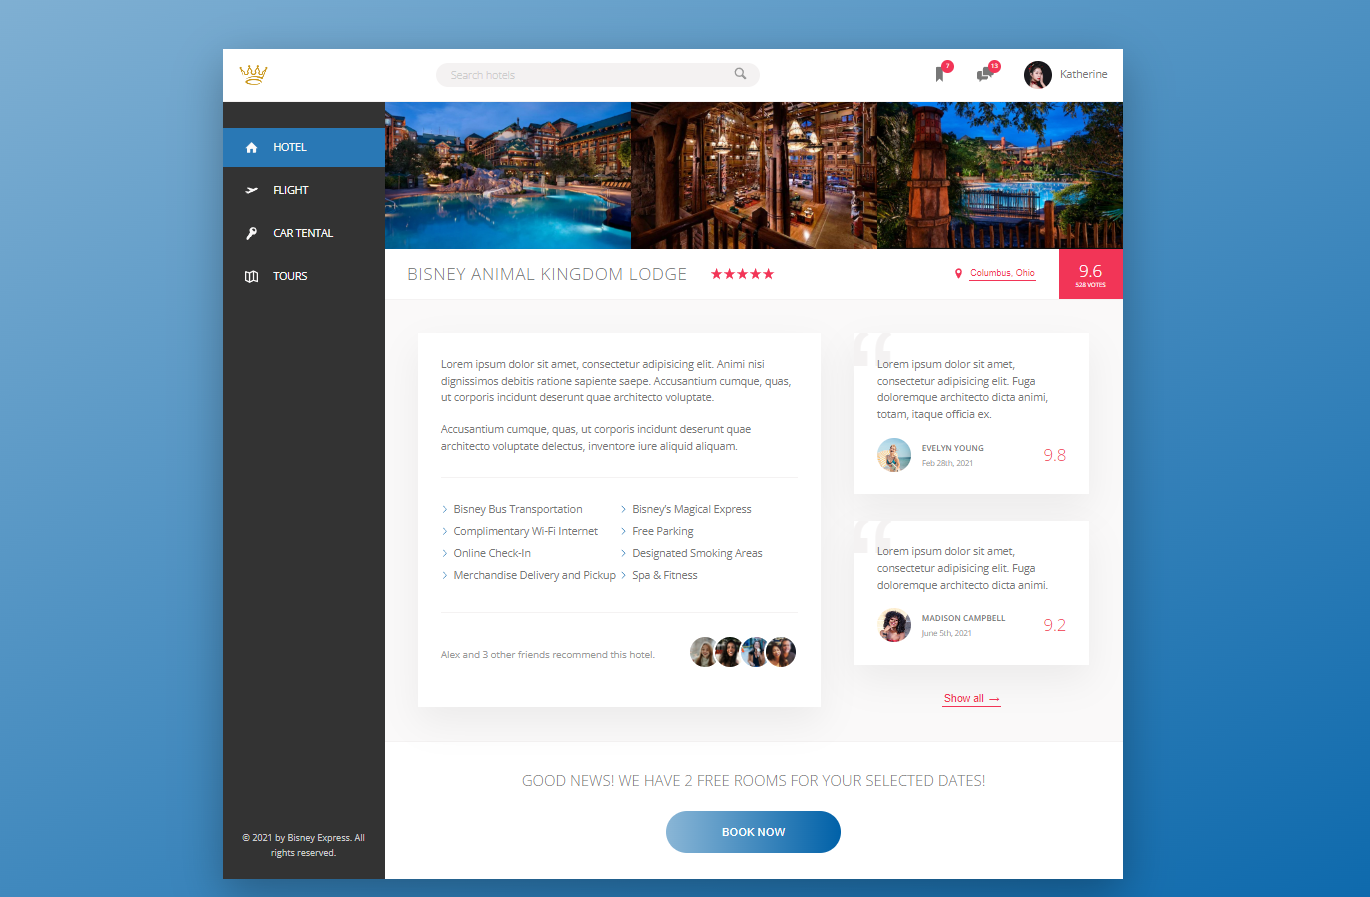 Search hotels
7
13
Katherine
HOTEL
FLIGHT
CAR TENTAL
TOURS
BISNEY ANIMAL KINGDOM LODGE
Columbus, Ohio
9.6
528 VOTES
Lorem ipsum dolor sit amet, consectetur adipisicing elit. Animi nisi
dignissimos debitis ratione sapiente saepe. Accusantium cumque, quas,
ut corporis incidunt deserunt quae architecto voluptate.
Accusantium cumque, quas, ut corporis incidunt deserunt quae
architecto voluptate delectus, inventore iure aliquid aliquam.
Bisney Bus Transportation
Bisney's Magical Express
Complimentary Wi-Fi Internet
Free Parking
Online Check-In
Designated Smoking Areas
Merchandise Delivery and Pickup
Spa & Fitness
Alex and 3 other friends recommend this hotel.
“
Lorem ipsum dolor sit amet,
consectetur adipisicing elit. Fuga
doloremque architecto dicta animi,
totam, itaque officia ex.
EVELYN YOUNG
Feb 28th, 2021
9.8
“
Lorem ipsum dolor sit amet,
consectetur adipisicing elit. Fuga
doloremque architecto dicta animi.
MADISON CAMPBELL
June 5th, 2021
9.2
Show all →
GOOD NEWS! WE HAVE 2 FREE ROOMS FOR YOUR SELECTED DATES!
BOOK NOW
© 2021 by Bisney Express. All
rights reserved.